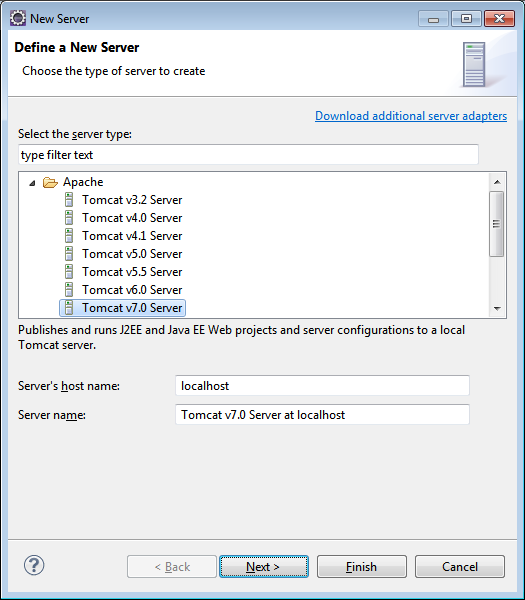 New Server
Define a New Server
Choose the type of server to create
Download additional server adapters
Select the server type:
type filter text
Apache
Tomcat v3.2 Server
Tomcat v4.0 Server
Tomcat v4.1 Server
Tomcat v5.0 Server
Tomcat v5.5 Server
Tomcat v6.0 Server
Tomcat v7.0 Server
Publishes and runs J2EE and Java EE Web projects and server configurations to a local
Tomcat server.
Server's host name: localhost
Server name: Tomcat v7.0 Server at localhost
? < Back Next > Finish Cancel